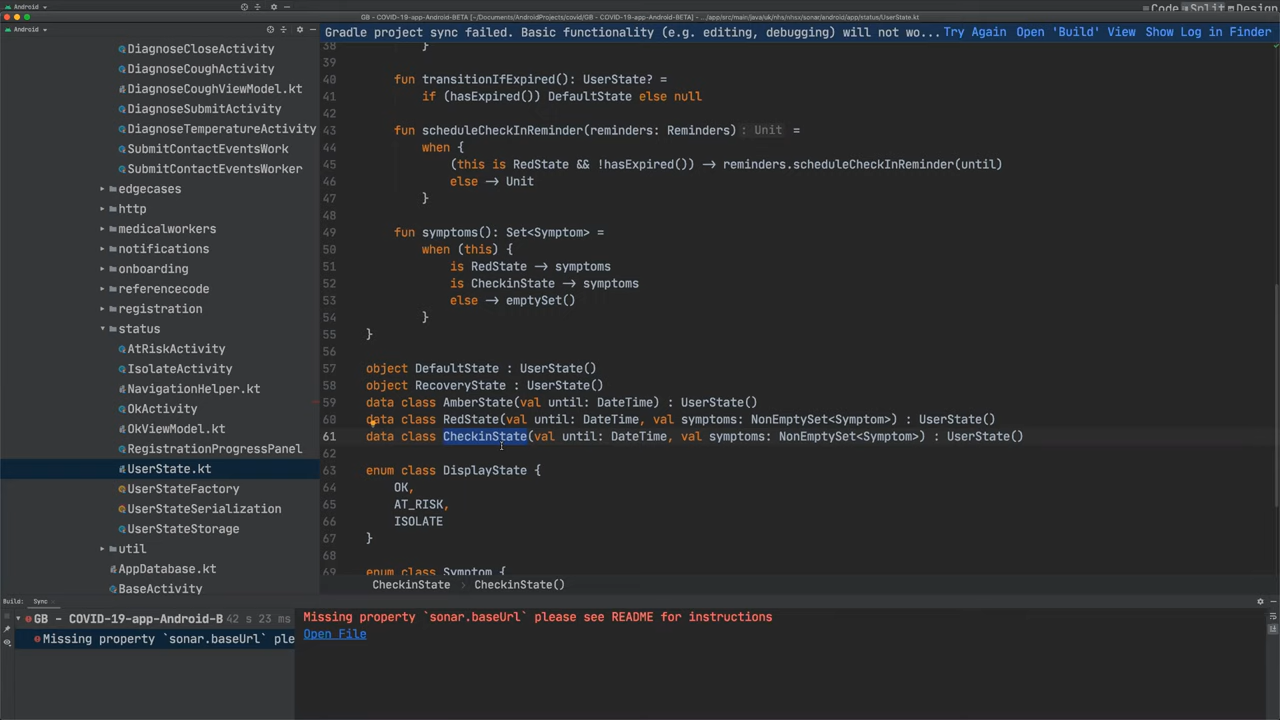 Android
Code Split Design
GB - COVID-19-app-Android-BETA [~/Documents/AndroidProjects/covid/GB - COVID-19-app-android-BETA] - .../app/src/main/java/uk/nhs/nhsx/sonar/android/app/status/UserState.kt
Android
Gradle project sync failed. Basic functionality (e.g. editing, debugging) will not wo... Try Again Open 'Build' View Show Log in Finder
DiagnoseCloseActivity
DiagnoseCoughActivity
DiagnoseCoughViewModel.kt
DiagnoseSubmitActivity
DiagnoseTemperatureActivity
SubmitContactEventsWork
SubmitContactEventsWorker
edgecases
http
medicalworkers
notifications
onboarding
referencecode
registration
status
AtRiskActivity
IsolateActivity
NavigationHelper.kt
OkActivity
OkViewModel.kt
RegistrationProgressPanel
UserState.kt
UserStateFactory
UserStateSerialization
UserStateStorage
util
AppDatabase.kt
BaseActivity
38 }
39
40 fun transitionIfExpired(): UserState? =
41 if (hasExpired()) DefaultState else null
42
43 fun scheduleCheckInReminder(reminders: Reminders) : Unit =
44 when {
45 (this is RedState && !hasExpired()) → reminders.scheduleCheckInReminder(until)
46 else → Unit
47 }
48
49 fun symptoms(): Set<Symptom> =
50 when (this) {
51 is RedState → symptoms
52 is CheckinState → symptoms
53 else → emptySet()
54 }
55 }
56
57 object DefaultState : UserState()
58 object RecoveryState : UserState()
59 data class AmberState(val until: DateTime) : UserState()
60 data class RedState(val until: DateTime, val symptoms: NonEmptySet<Symptom>) : UserState()
61 data class CheckinState(val until: DateTime, val symptoms: NonEmptySet<Symptom>) : UserState()
62
63 enum class DisplayState {
64 OK,
65 AT_RISK,
66 ISOLATE
67 }
68
69 enum class Symptom {
CheckinState > CheckinState()
Build: Sync
GB - COVID-19-app-Android-B 42 s 23 ms
Missing property `sonar.baseUrl` ple
Missing property `sonar.baseUrl` please see README for instructions
Open File